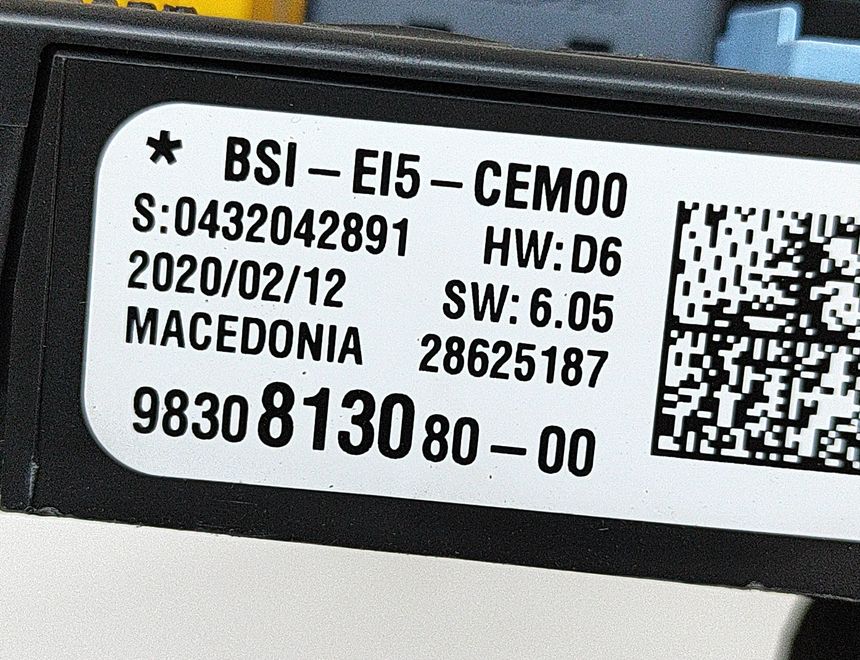 * BSI – EI5 – CEM00
S:0432042891 HW:D6
2020/02/12 SW: 6.05
MACEDONIA 28625187
9830813080 – 00